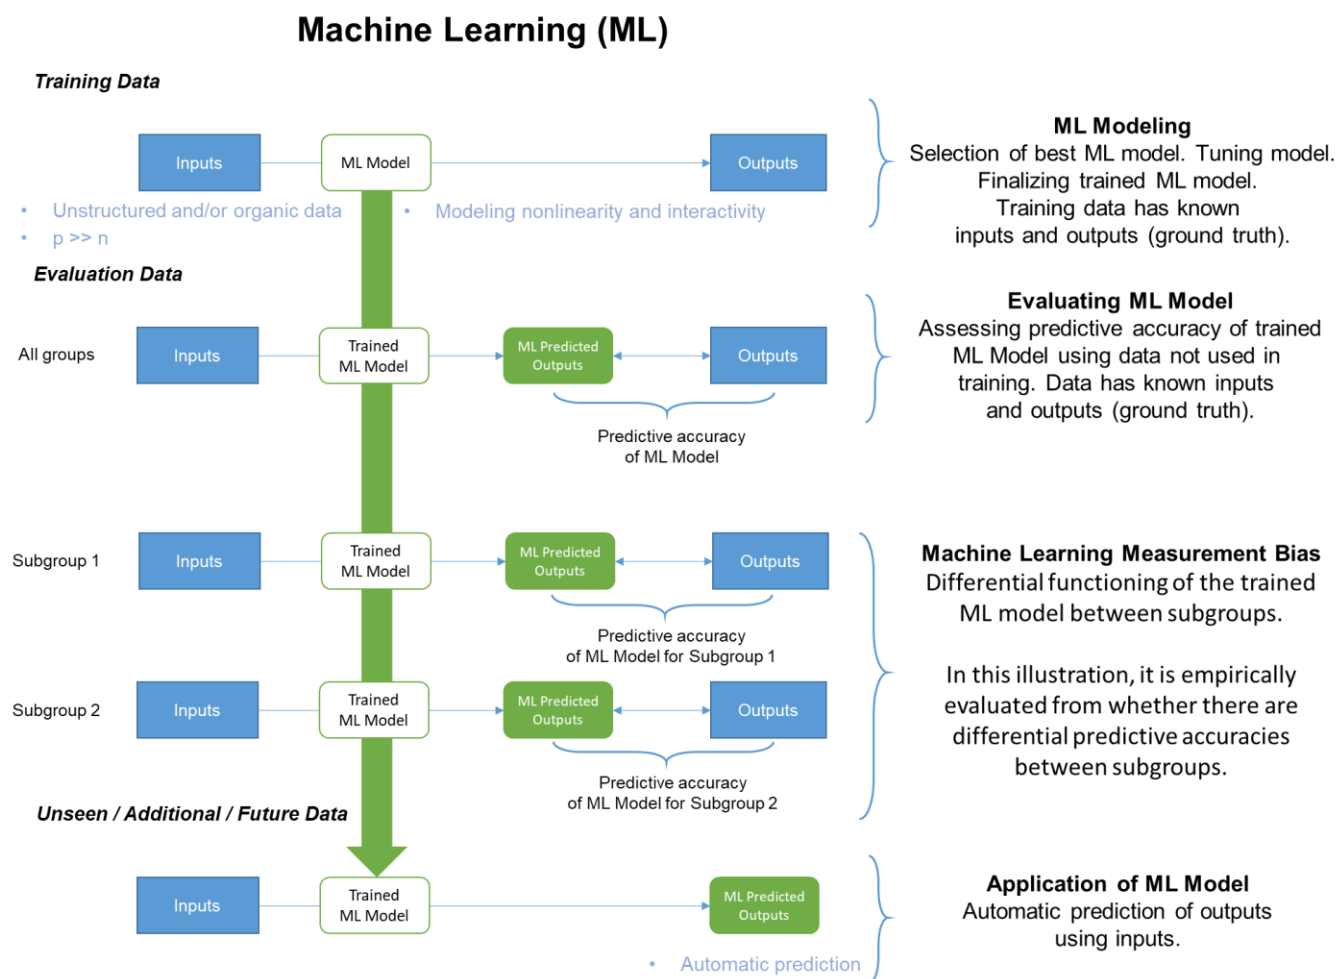 Machine Learning (ML)
Training Data
Inputs
ML Model
Outputs
• Unstructured and/or organic data
• p >> n
• Modeling nonlinearity and interactivity
ML Modeling
Selection of best ML model. Tuning model.
Finalizing trained ML model.
Training data has known
inputs and outputs (ground truth).
Evaluation Data
All groups
Inputs
Trained
ML Model
ML Predicted
Outputs
Outputs
Predictive accuracy
of ML Model
Evaluating ML Model
Assessing predictive accuracy of trained
ML Model using data not used in
training. Data has known inputs
and outputs (ground truth).
Subgroup 1
Inputs
Trained
ML Model
ML Predicted
Outputs
Outputs
Predictive accuracy
of ML Model for Subgroup 1
Subgroup 2
Inputs
Trained
ML Model
ML Predicted
Outputs
Outputs
Predictive accuracy
of ML Model for Subgroup 2
Machine Learning Measurement Bias
Differential functioning of the trained
ML model between subgroups.
In this illustration, it is empirically
evaluated from whether there are
differential predictive accuracies
between subgroups.
Unseen / Additional / Future Data
Inputs
Trained
ML Model
ML Predicted
Outputs
• Automatic prediction
Application of ML Model
Automatic prediction of outputs
using inputs.